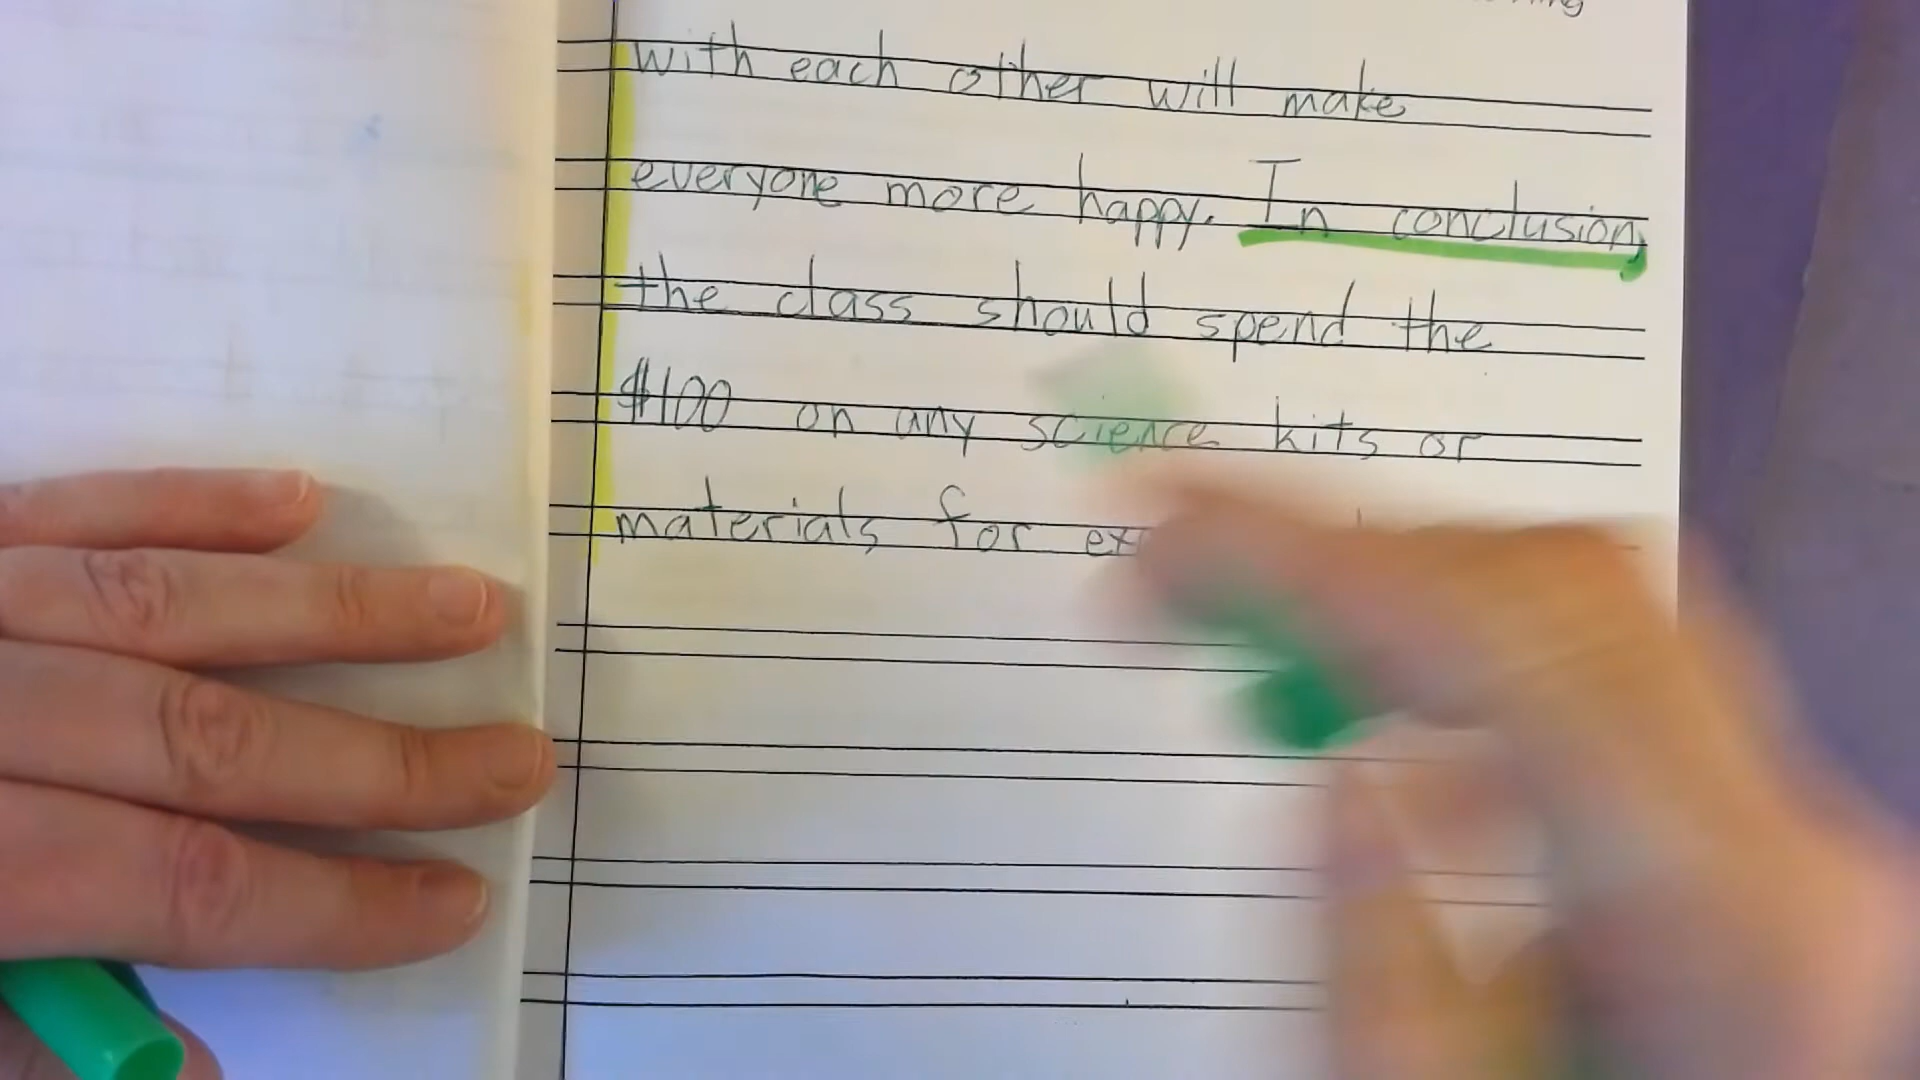 with each other will make
everyone more happy. In conclusion,
the class should spend the
$100 on any science kits or
materials for